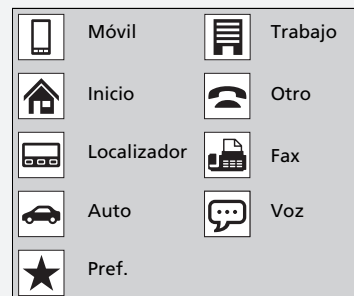 Móvil
Trabajo
Inicio
Otro
Localizador
Fax
Auto
Voz
Pref.